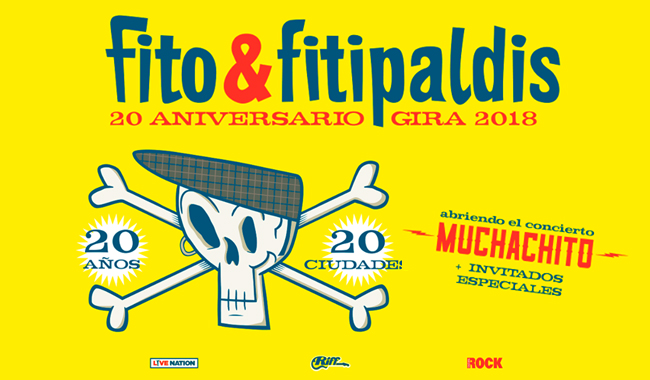 fito&fitipaldis
20 ANIVERSARIO GIRA 2018
20
AÑOS
20
CIUDADES
abriendo el concierto
MUCHACHITO
+ INVITADOS
ESPECIALES
LIVE NATION
Riff
ROCK